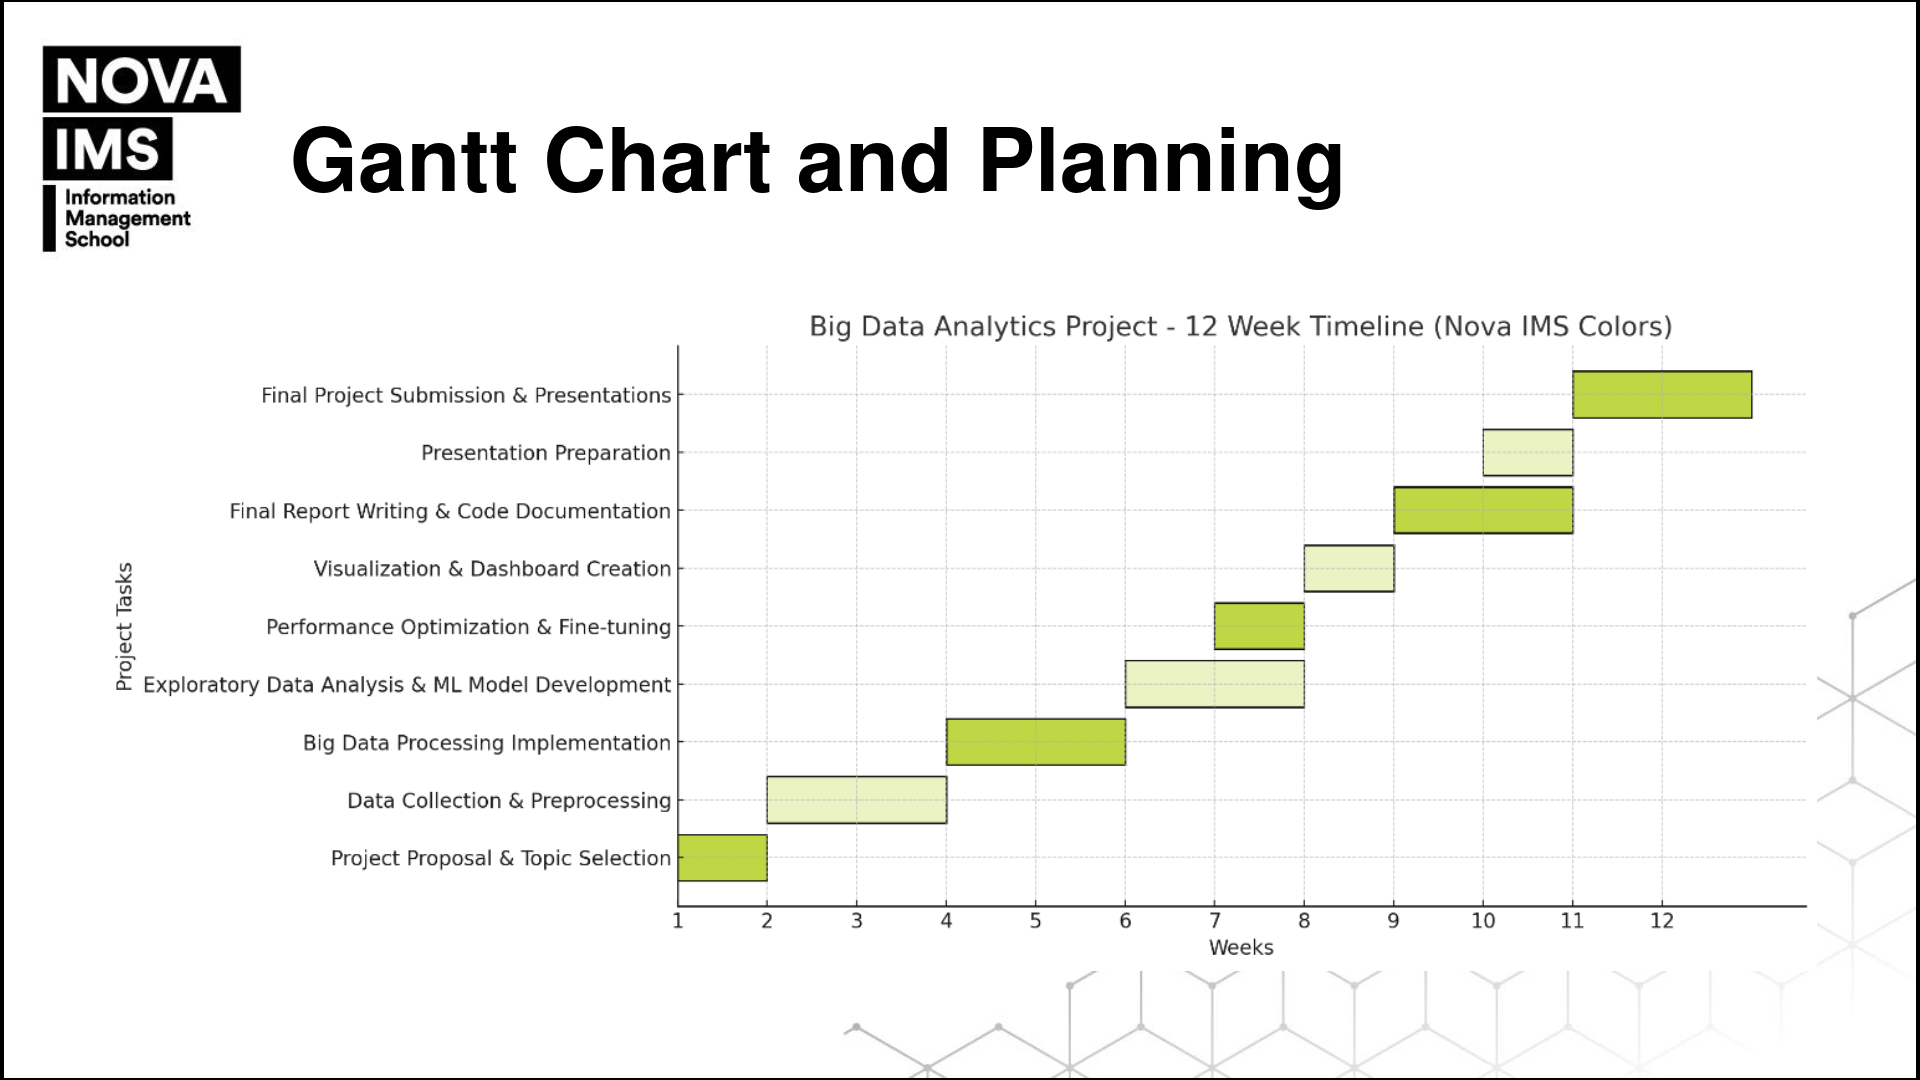 NOVA
IMS
Information
Management
School
Gantt Chart and Planning
Big Data Analytics Project - 12 Week Timeline (Nova IMS Colors)
Project Tasks
Final Project Submission & Presentations
Presentation Preparation
Final Report Writing & Code Documentation
Visualization & Dashboard Creation
Performance Optimization & Fine-tuning
Exploratory Data Analysis & ML Model Development
Big Data Processing Implementation
Data Collection & Preprocessing
Project Proposal & Topic Selection
1 2 3 4 5 6 7 8 9 10 11 12
Weeks